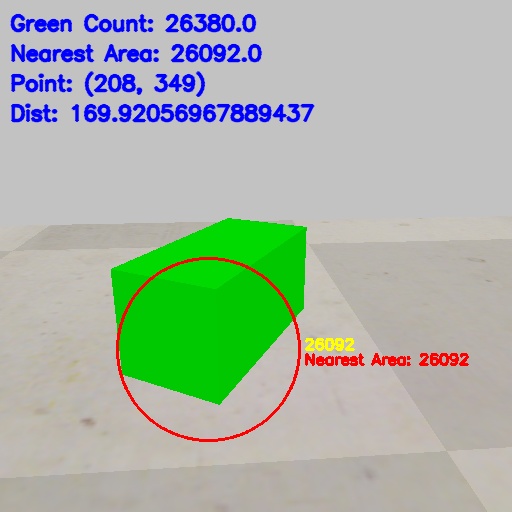 Green Count: 26380.0
Nearest Area: 26092.0
Point: (208, 349)
Dist: 169.92056967889437
26092
Nearest Area: 26092